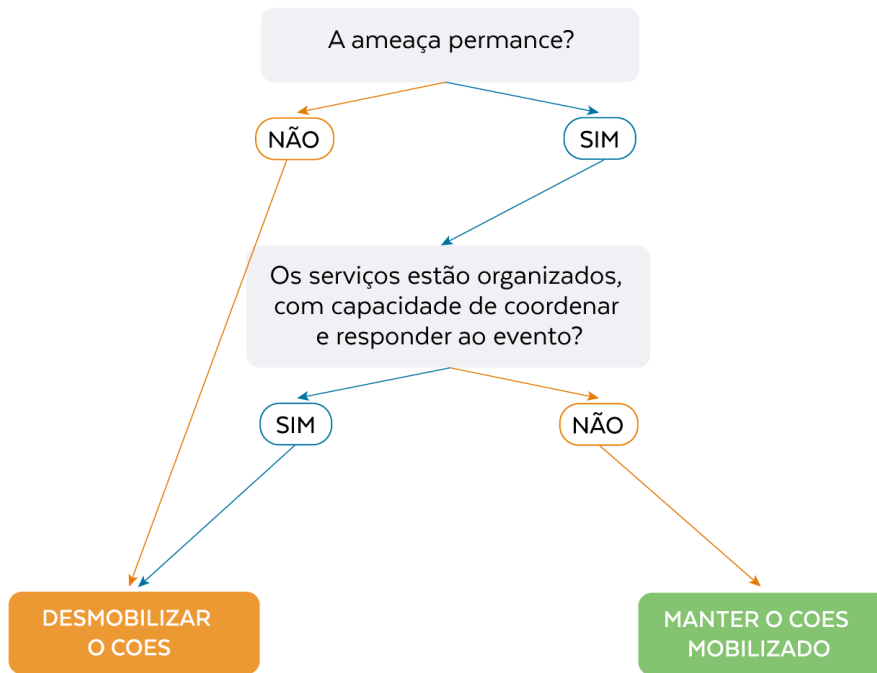 A ameaça permance?
NÃO
SIM
Os serviços estão organizados,
com capacidade de coordenar
e responder ao evento?
SIM
NÃO
DESMOBILIZAR
O COES
MANTER O COES
MOBILIZADO